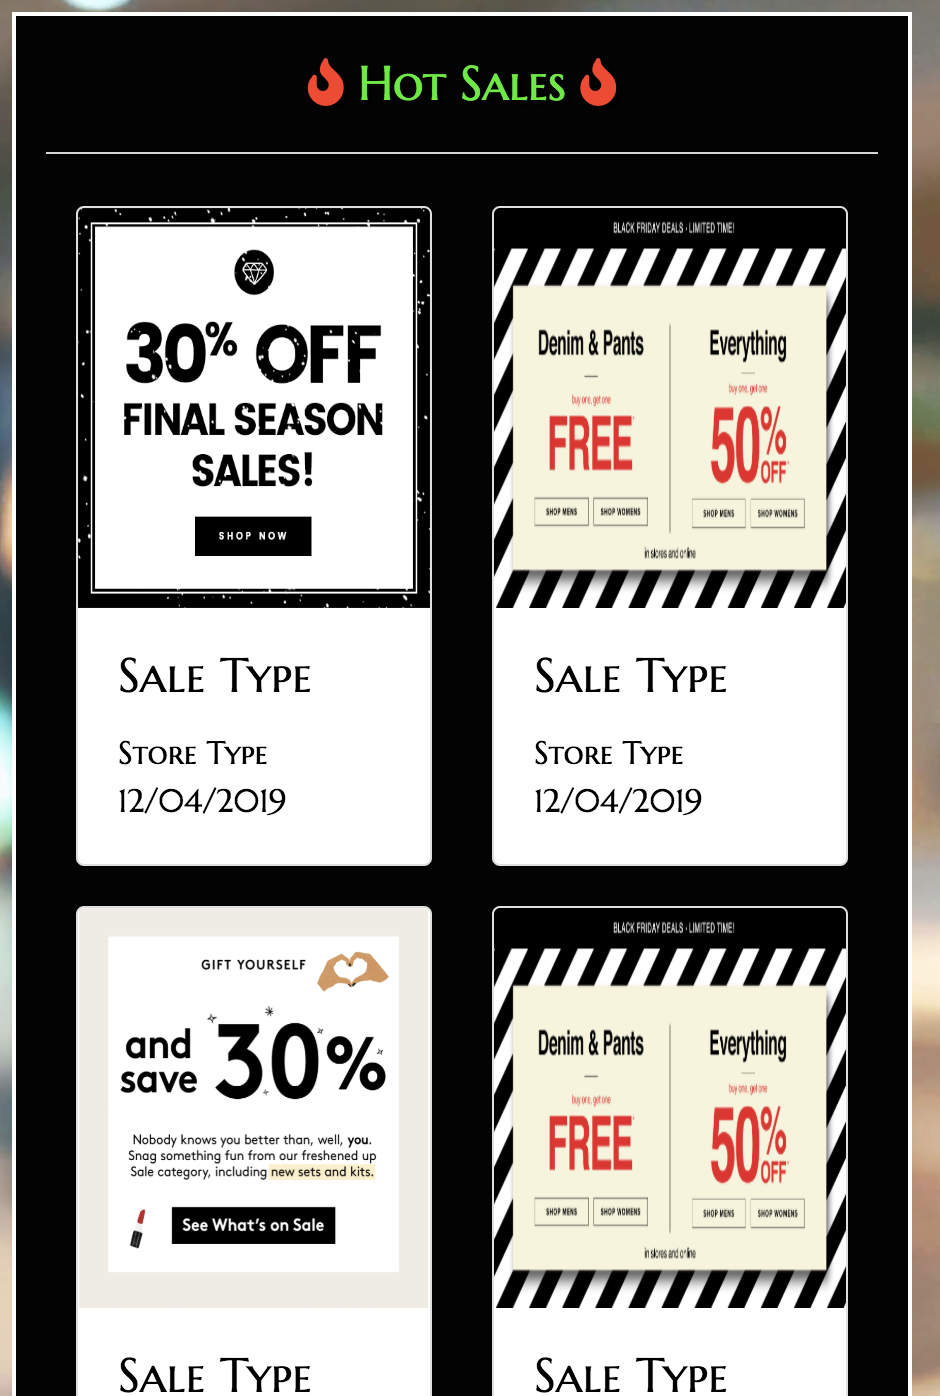 Hot Sales
30% OFF
FINAL SEASON
SALES!
SHOP NOW
Sale Type
Store Type
12/04/2019
BLACK FRIDAY DEALS - LIMITED TIME!
Denim & Pants
buy one, get one
FREE*
SHOP MENS SHOP WOMENS
Everything
buy one, get one
50% OFF*
SHOP MENS SHOP WOMENS
in stores and online
Sale Type
Store Type
12/04/2019
GIFT YOURSELF
and save 30%
Nobody knows you better than, well, you.
Snag something fun from our freshened up
Sale category, including new sets and kits.
See What's on Sale
Sale Type
BLACK FRIDAY DEALS - LIMITED TIME!
Denim & Pants
buy one, get one
FREE*
SHOP MENS SHOP WOMENS
Everything
buy one, get one
50% OFF*
SHOP MENS SHOP WOMENS
in stores and online
Sale Type